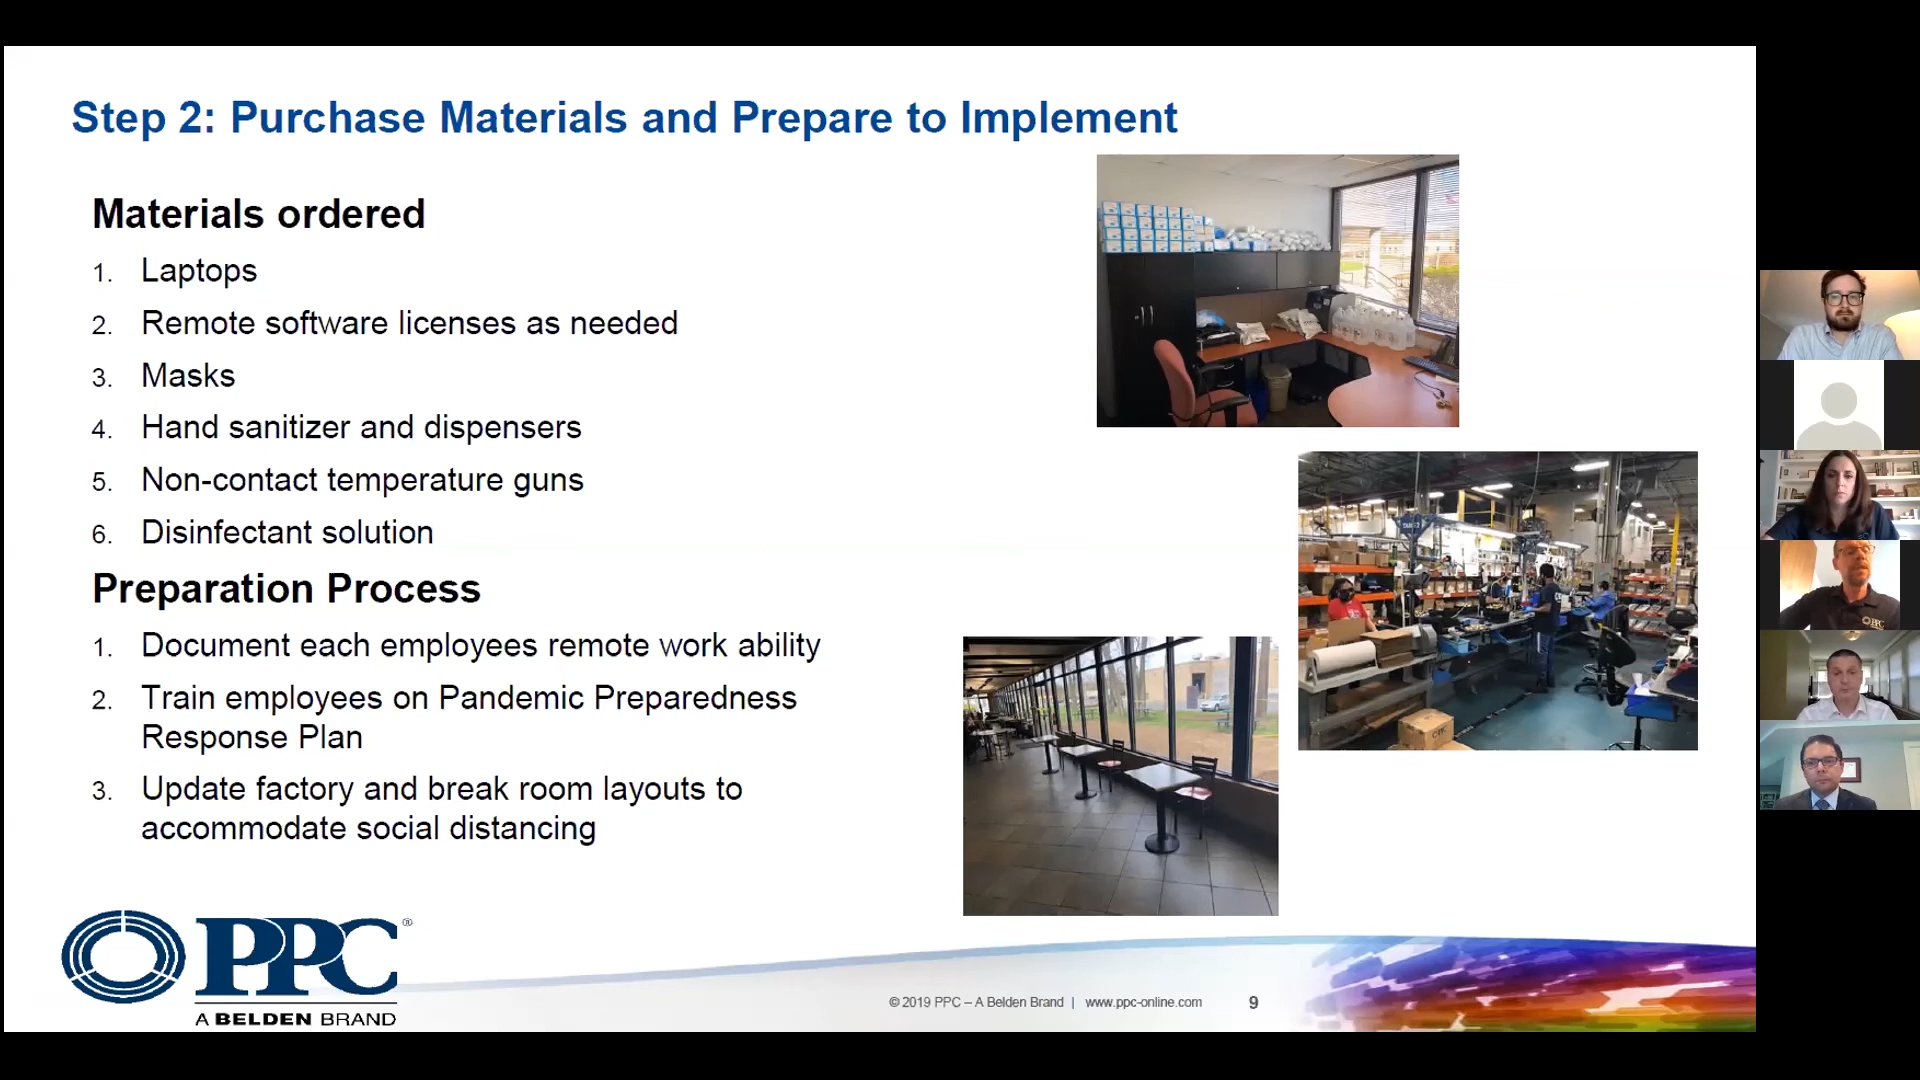 Step 2: Purchase Materials and Prepare to Implement
Materials ordered
1. Laptops
2. Remote software licenses as needed
3. Masks
4. Hand sanitizer and dispensers
5. Non-contact temperature guns
6. Disinfectant solution
Preparation Process
1. Document each employees remote work ability
2. Train employees on Pandemic Preparedness
Response Plan
3. Update factory and break room layouts to
accommodate social distancing
PPC®
A BELDEN BRAND
© 2019 PPC – A Belden Brand | www.ppc-online.com 9
PPC